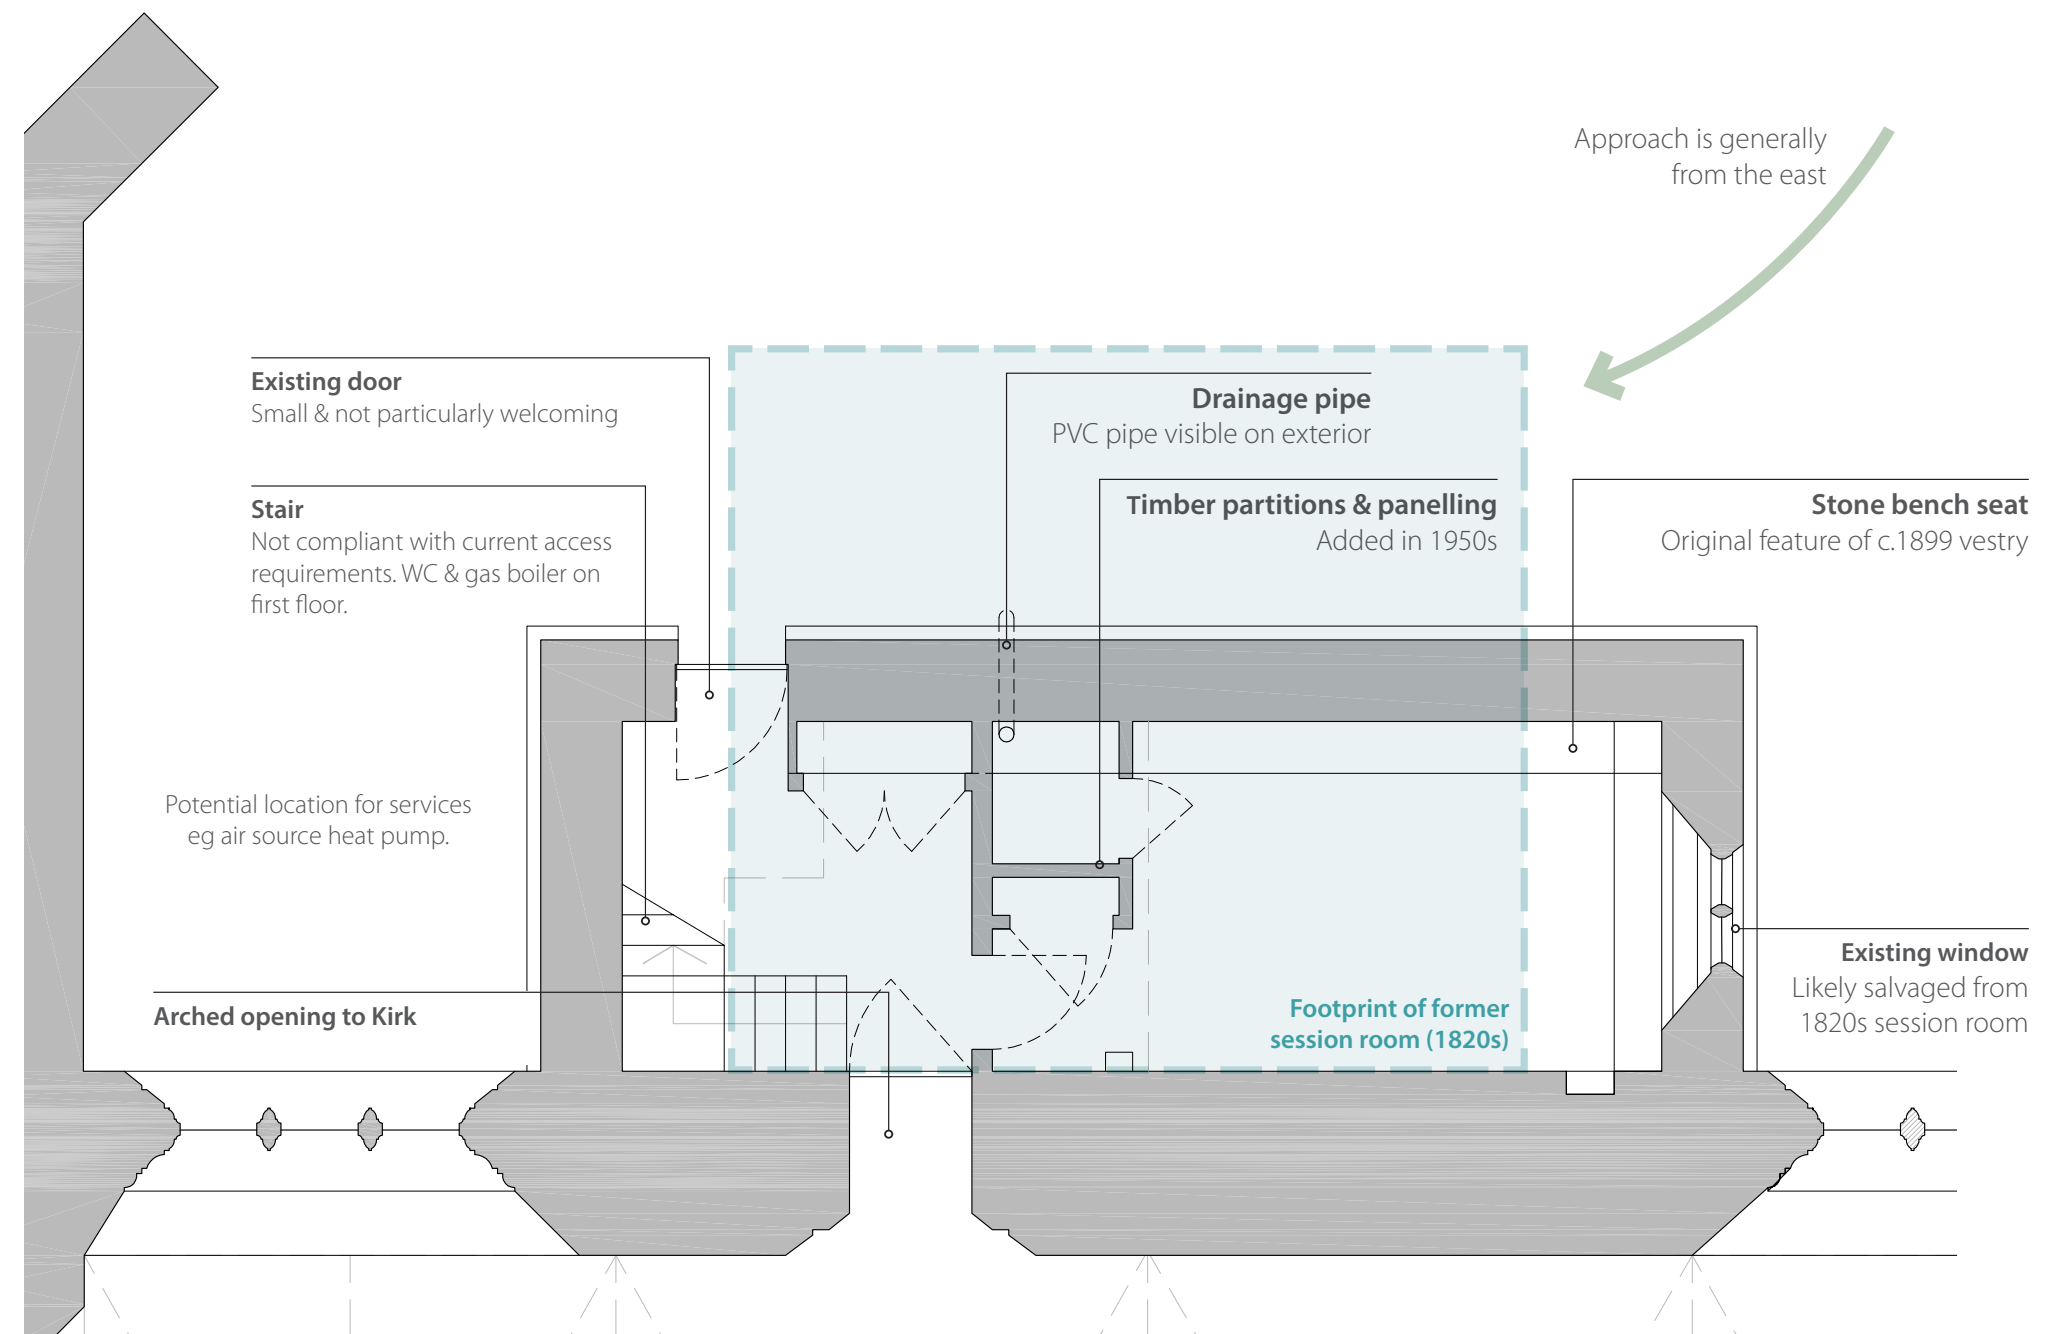 Approach is generally
from the east
Existing door
Small & not particularly welcoming
Drainage pipe
PVC pipe visible on exterior
Stair
Not compliant with current access
requirements. WC & gas boiler on
first floor.
Timber partitions & panelling
Added in 1950s
Stone bench seat
Original feature of c.1899 vestry
Potential location for services
eg air source heat pump.
Existing window
Likely salvaged from
1820s session room
Arched opening to Kirk
Footprint of former
session room (1820s)